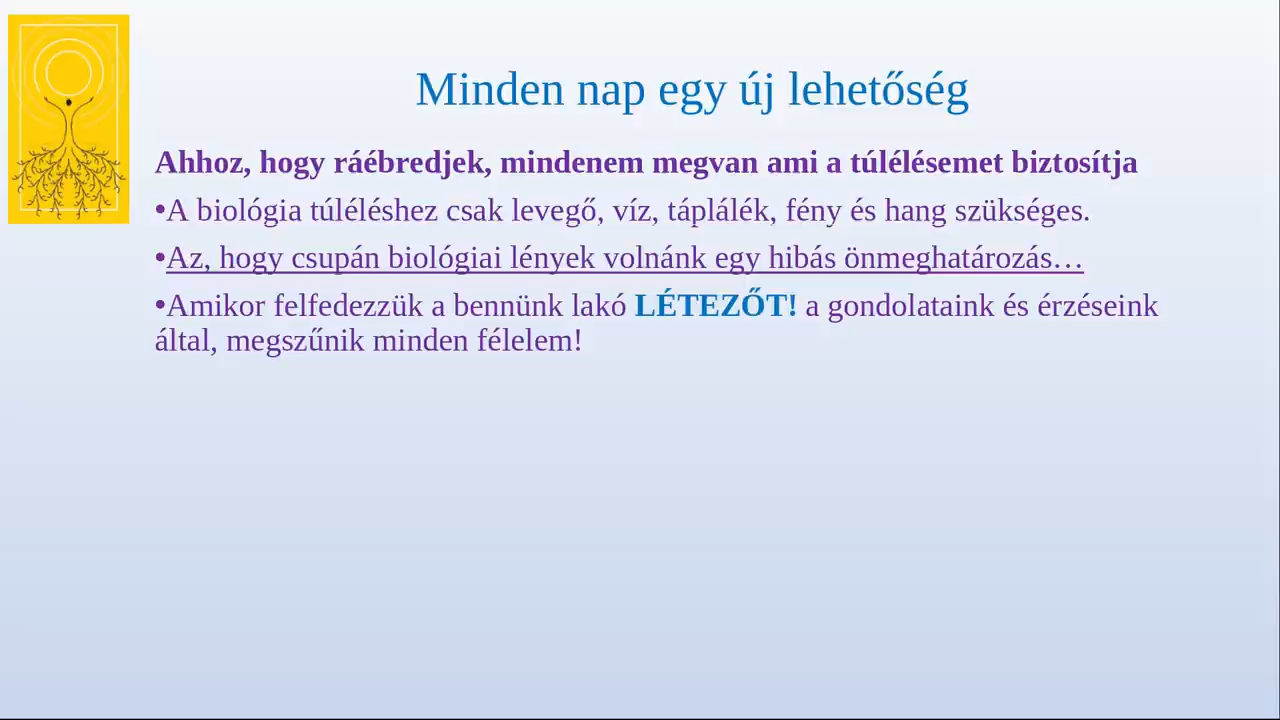 Minden nap egy új lehetőség
Ahhoz, hogy ráébredjek, mindenem megvan ami a túlélésemet biztosítja
•A biológia túléléshez csak levegő, víz, táplálék, fény és hang szükséges.
•Az, hogy csupán biológiai lények volnánk egy hibás önmeghatározás…
•Amikor felfedezzük a bennünk lakó LÉTEZŐT! a gondolataink és érzéseink
által, megszűnik minden félelem!